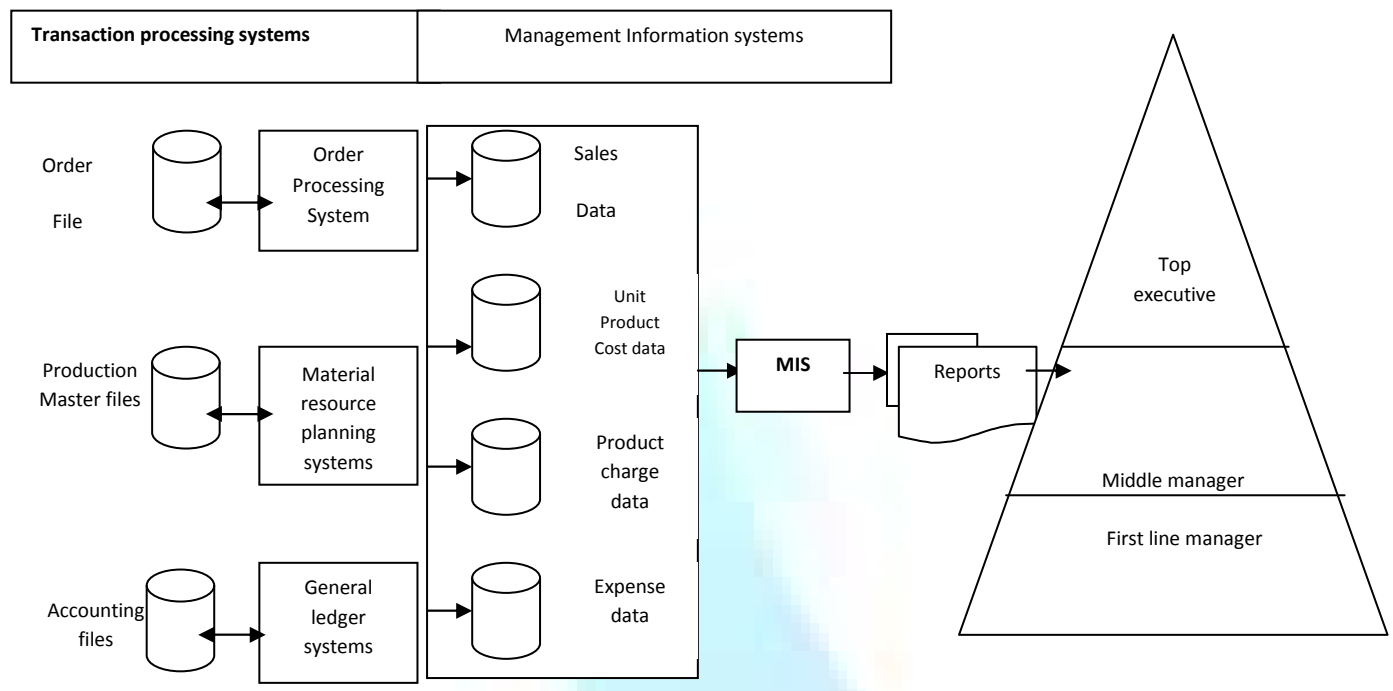 Transaction processing systems
Management Information systems
Order
File
Order
Processing
System
Sales
Data
Unit
Product
Cost data
Production
Master files
Material
resource
planning
systems
Product
charge
data
Accounting
files
General
ledger
systems
Expense
data
MIS
Reports
Top
executive
Middle manager
First line manager